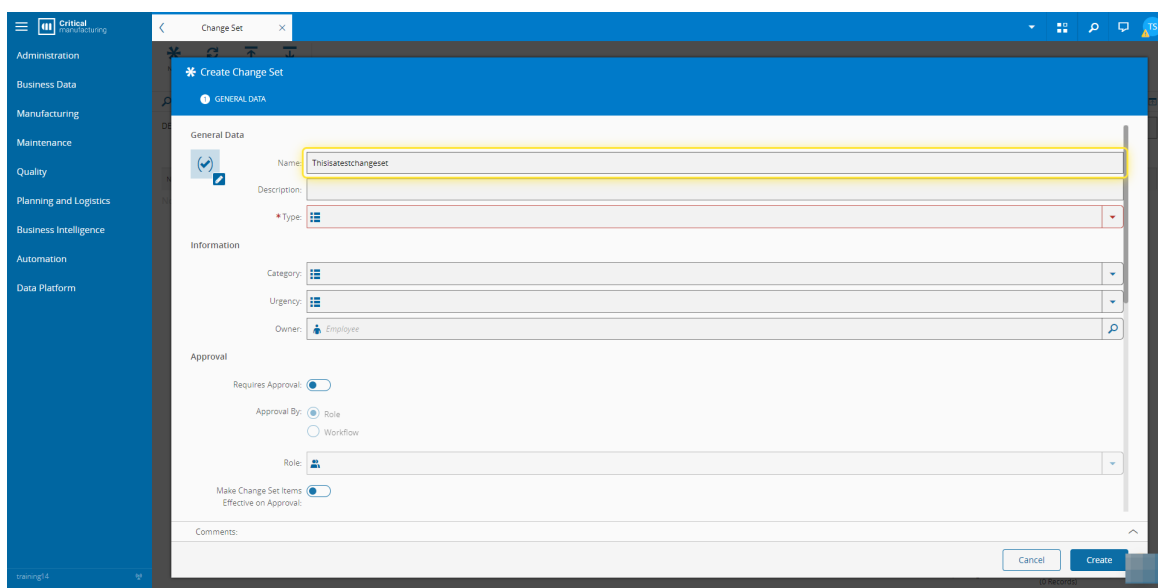 Critical
manufacturing
Change Set
TS
Administration
Business Data
Manufacturing
Maintenance
Quality
Planning and Logistics
Business Intelligence
Automation
Data Platform
training14
Create Change Set
1 GENERAL DATA
General Data
Name: Thisisatestchangeset
Description:
* Type:
Information
Category:
Urgency:
Owner: Employee
Approval
Requires Approval:
Approval By: Role
Workflow
Role:
Make Change Set Items
Effective on Approval:
Comments:
Cancel Create
(0 Records)